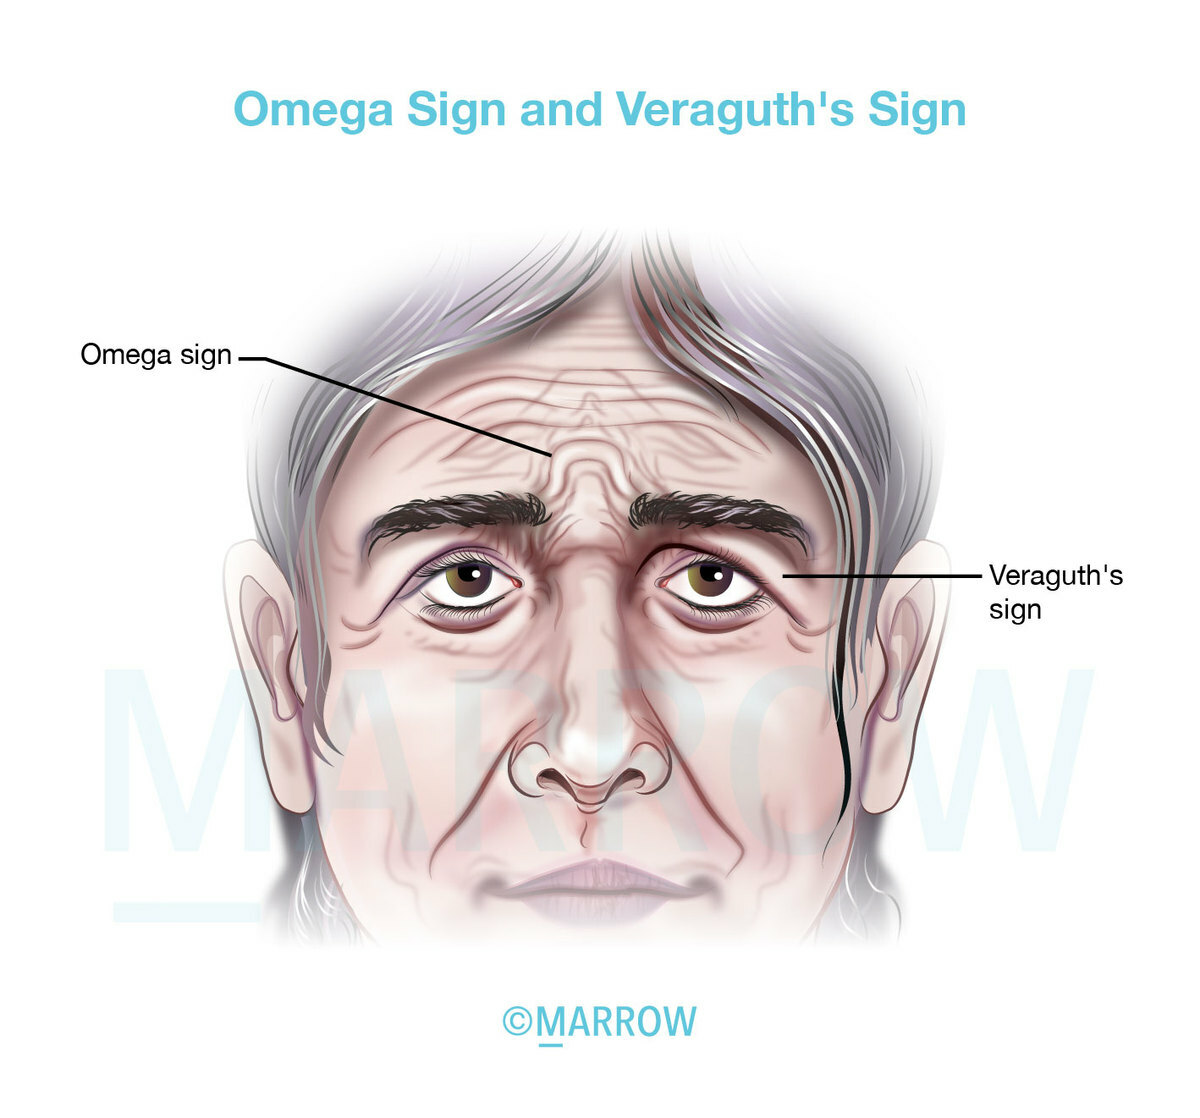 Omega Sign and Veraguth's Sign
Omega sign
Veraguth's
sign
MARROW
©MARROW